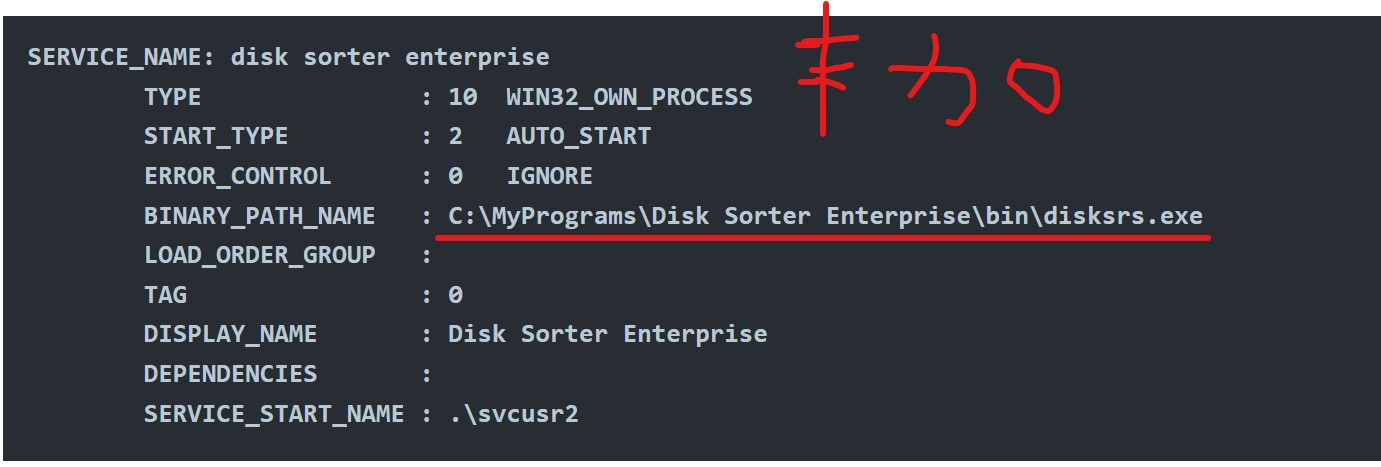 SERVICE_NAME: disk sorter enterprise
加
TYPE : 10 WIN32_OWN_PROCESS
START_TYPE : 2 AUTO_START
ERROR_CONTROL : 0 IGNORE
BINARY_PATH_NAME : C:\MyPrograms\Disk Sorter Enterprise\bin\disksrs.exe
LOAD_ORDER_GROUP :
TAG : 0
DISPLAY_NAME : Disk Sorter Enterprise
DEPENDENCIES :
SERVICE_START_NAME : .\svcusr2